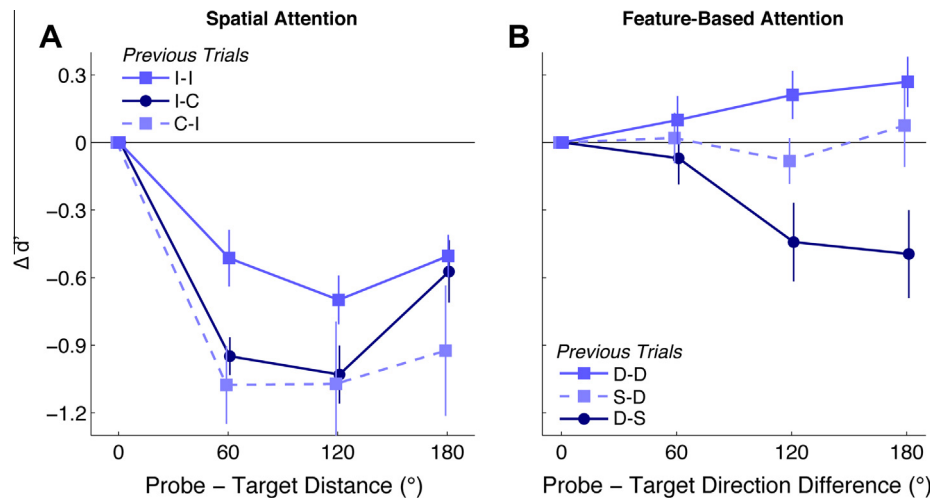 Spatial Attention
Feature-Based Attention
A
B
Previous Trials
I-I
I-C
C-I
0.3
0
−0.3
−0.6
−0.9
−1.2
Δ d'
0
60
120
180
Probe − Target Distance (°)
Previous Trials
D-D
S-D
D-S
0
60
120
180
Probe − Target Direction Difference (°)